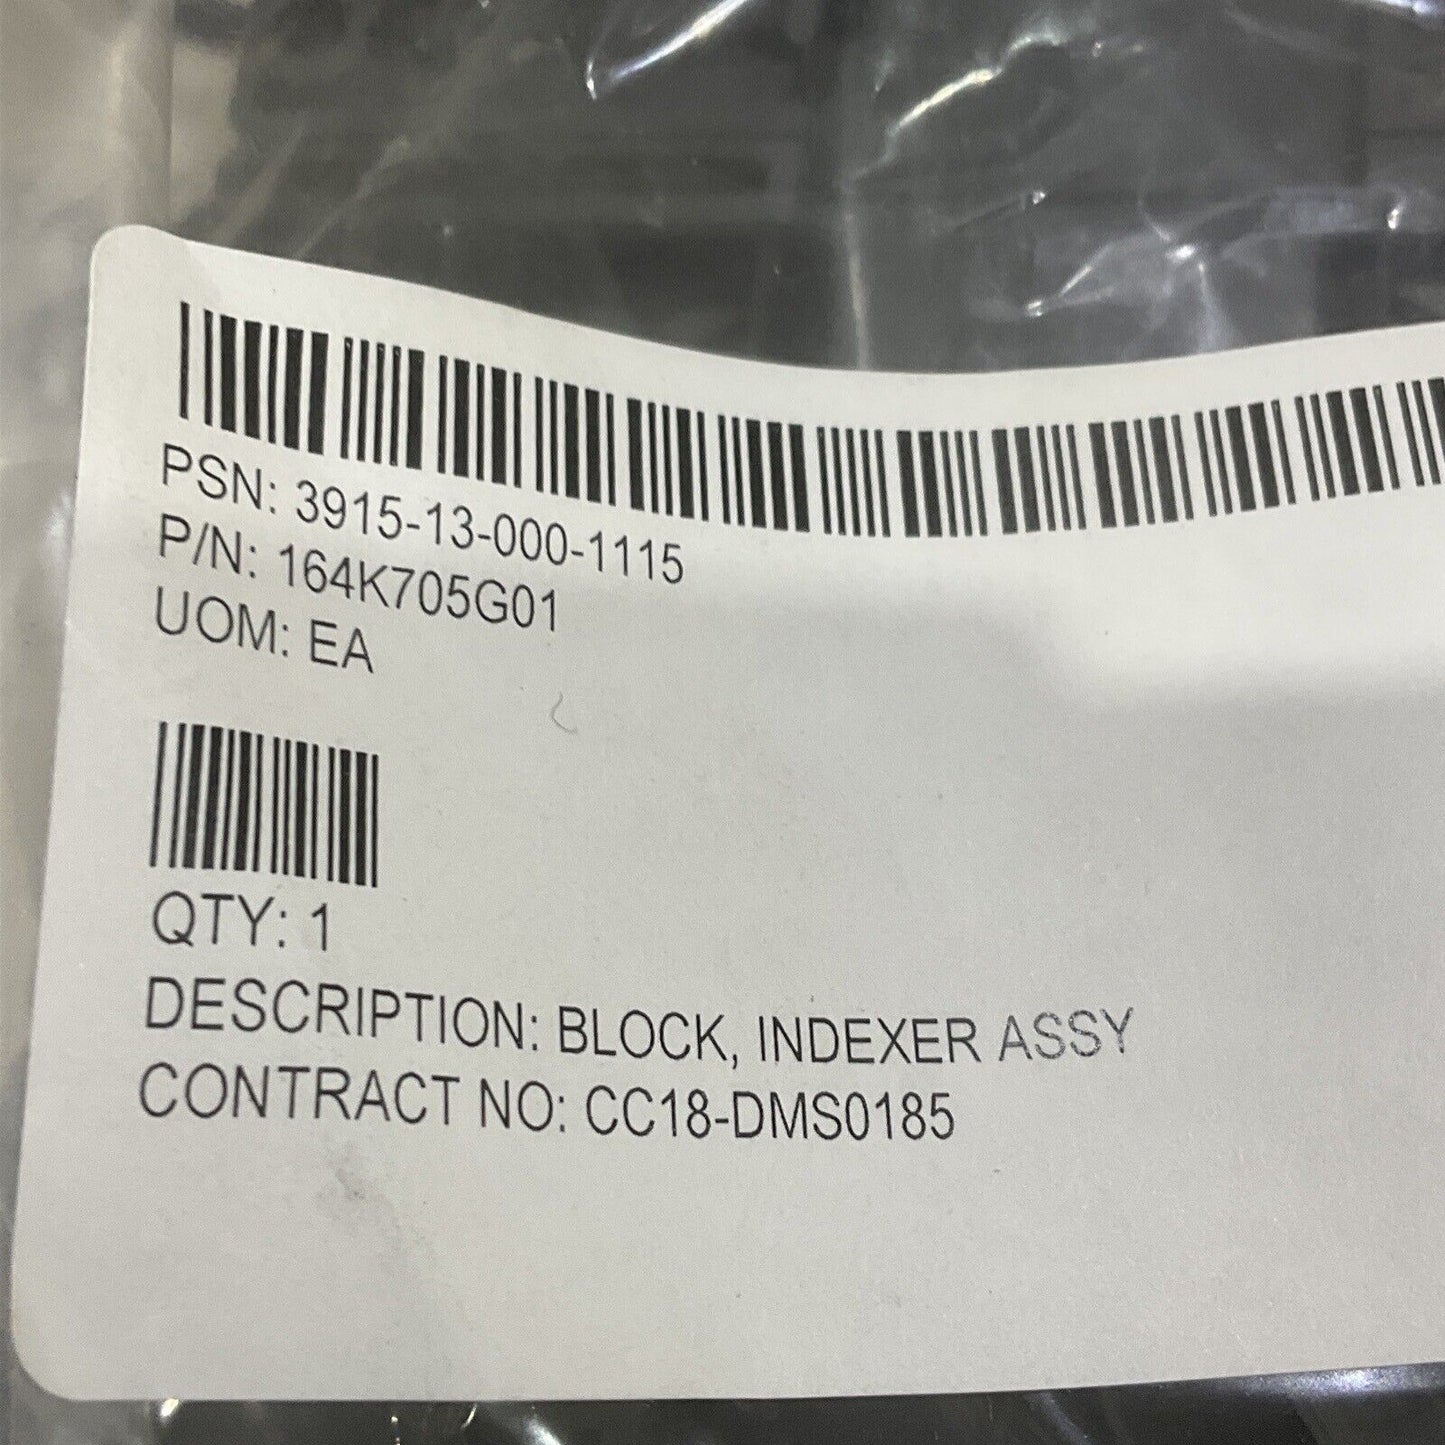 PSN: 3915-13-000-1115
P/N: 164K705G01
UOM: EA
QTY: 1
DESCRIPTION: BLOCK, INDEXER ASSY
CONTRACT NO: CC18-DMS0185